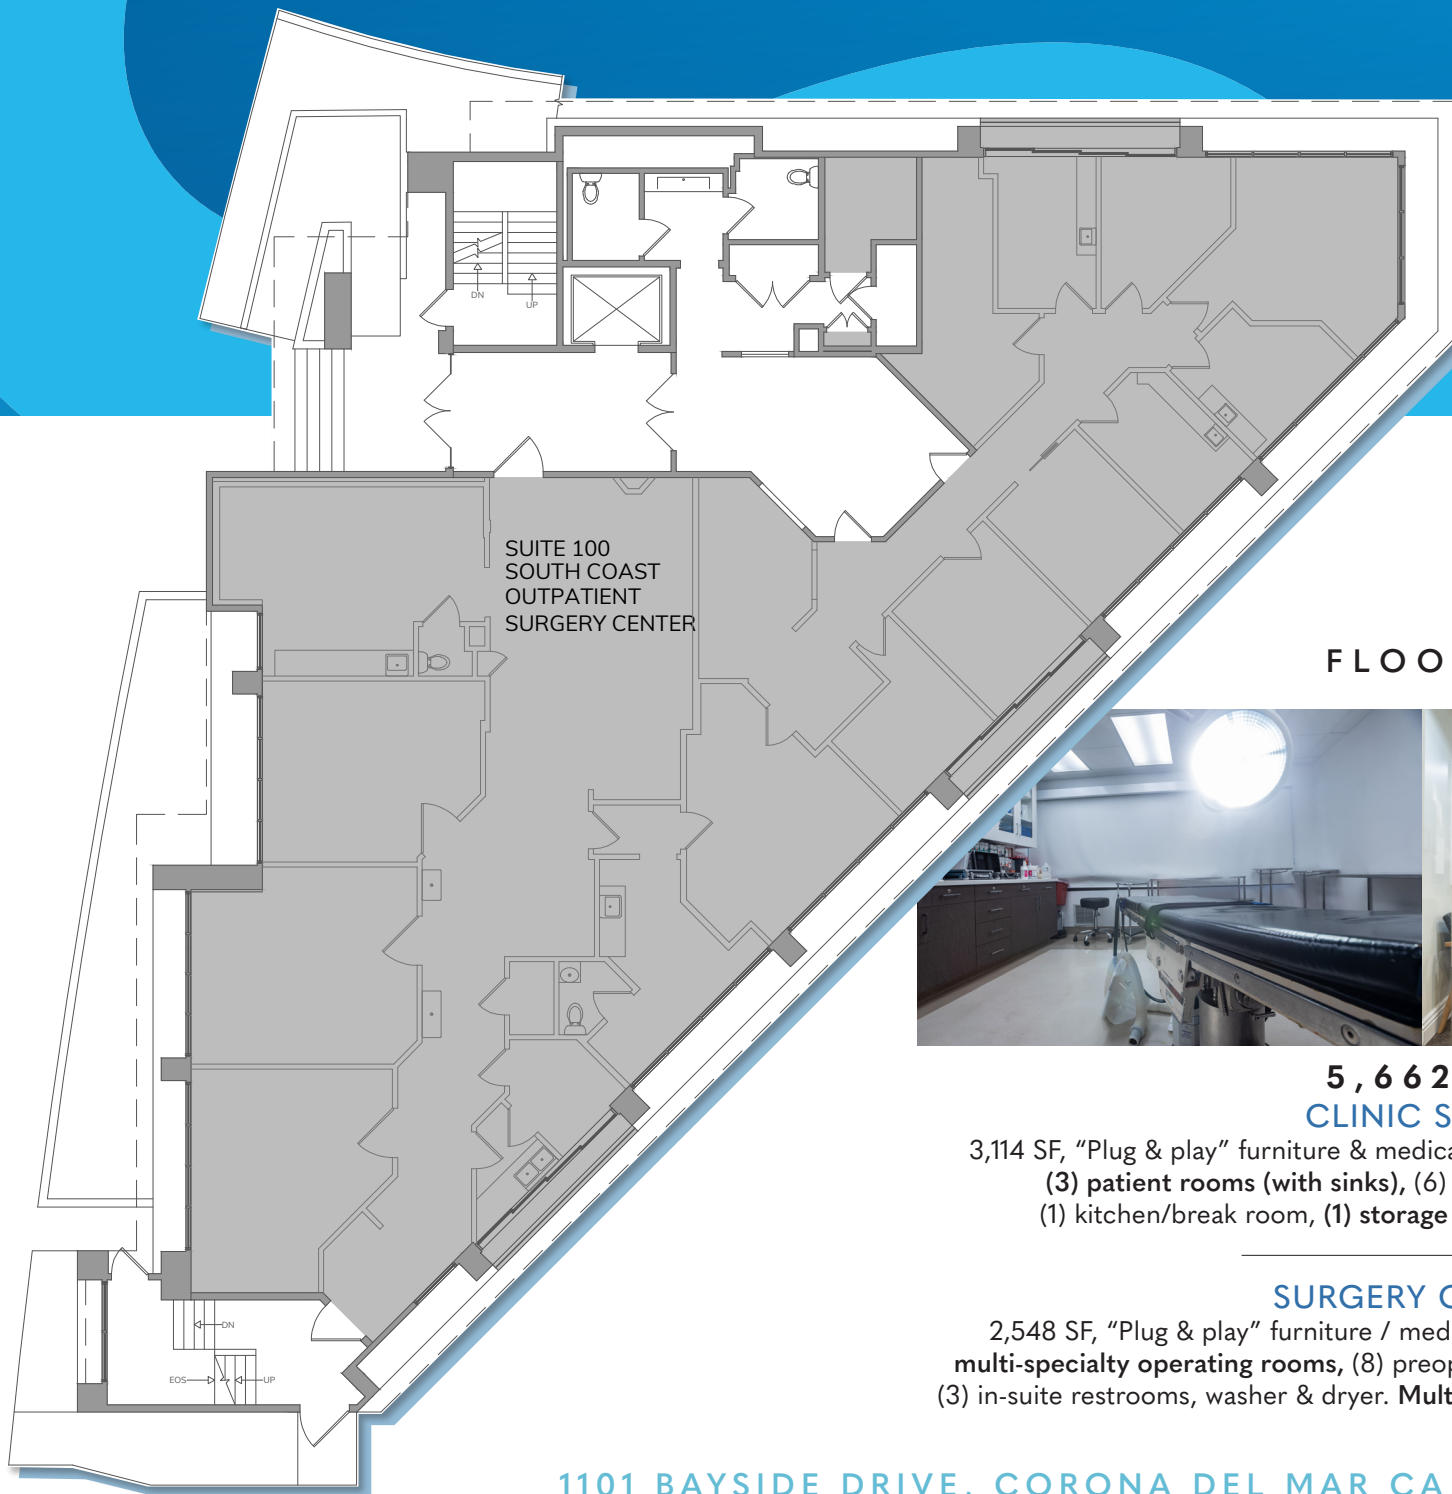 DN
UP
SUITE 100
SOUTH COAST
OUTPATIENT
SURGERY CENTER
FLOO
5,662
CLINIC S
3,114 SF, “Plug & play” furniture & medica
(3) patient rooms (with sinks), (6)
(1) kitchen/break room, (1) storage
SURGERY C
2,548 SF, “Plug & play” furniture / med
multi-specialty operating rooms, (8) preop
(3) in-suite restrooms, washer & dryer. Mult
DN
EOS
UP
1101 BAYSIDE DRIVE, CORONA DEL MAR CA